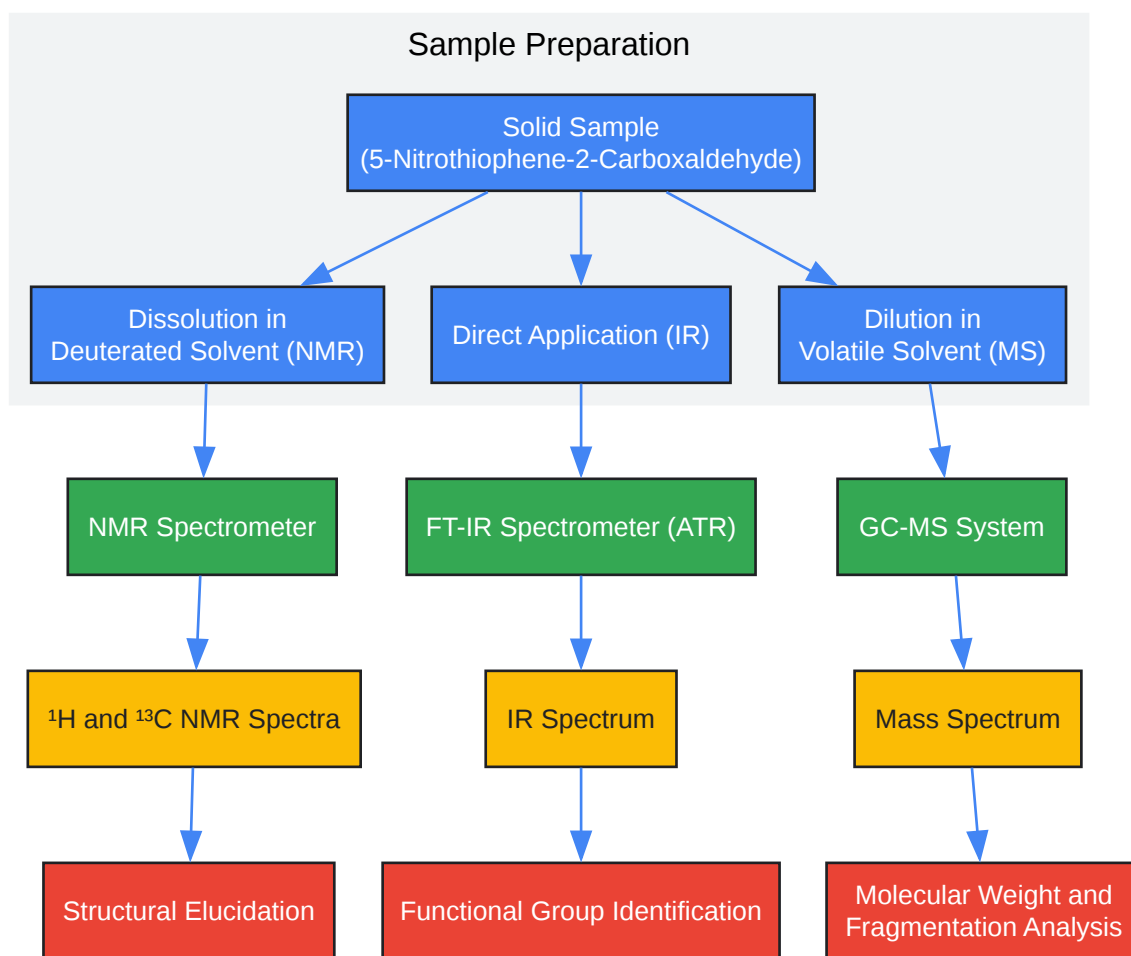 Sample Preparation
Solid Sample
(5-Nitrothiophene-2-Carboxaldehyde)
Dissolution in
Deuterated Solvent (NMR)
Direct Application (IR)
Dilution in
Volatile Solvent (MS)
NMR Spectrometer
FT-IR Spectrometer (ATR)
GC-MS System
¹H and ¹³C NMR Spectra
IR Spectrum
Mass Spectrum
Structural Elucidation
Functional Group Identification
Molecular Weight and
Fragmentation Analysis